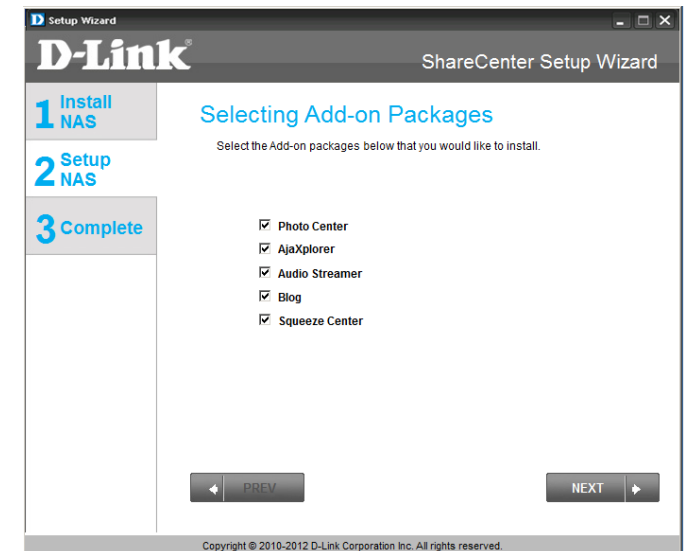 Setup Wizard
D-Link®
ShareCenter Setup Wizard
1 Install NAS
2 Setup NAS
3 Complete
Selecting Add-on Packages
Select the Add-on packages below that you would like to install.
Photo Center
AjaXplorer
Audio Streamer
Blog
Squeeze Center
PREV
NEXT
Copyright © 2010-2012 D-Link Corporation Inc. All rights reserved.